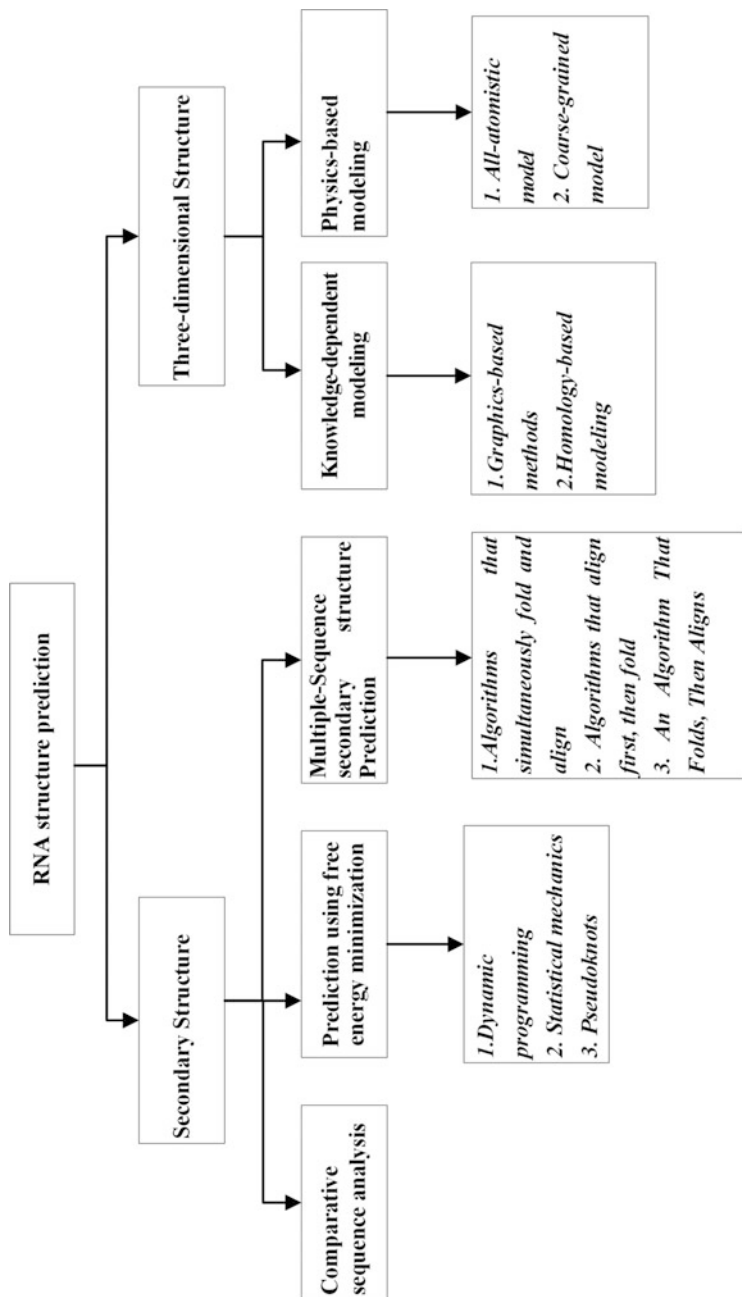 RNA structure prediction
Secondary Structure
Three-dimensional Structure
Comparative
sequence analysis
Prediction using free
energy minimization
Multiple-Sequence
secondary structure
Prediction
Knowledge-dependent
modeling
Physics-based
modeling
1.Dynamic
programming
2. Statistical mechanics
3. Pseudoknots
1.Algorithms that
simultaneously fold and
align
2. Algorithms that align
first, then fold
3. An Algorithm That
Folds, Then Aligns
1.Graphics-based
methods
2.Homology-based
modeling
1. All-atomistic
model
2. Coarse-grained
model